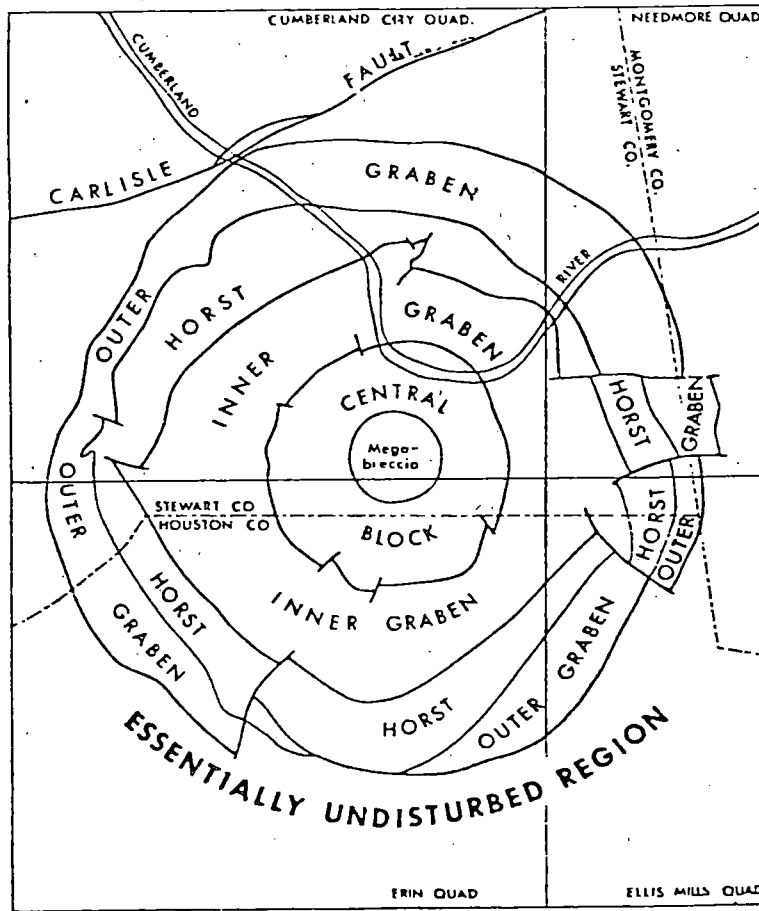 CUMBERLAND CITY QUAD.
NEEDMORE QUAD
CUMBERLAND
FAULT
MONTGOMERY CO.
STEWART CO.
CARLISLE
GRABEN
RIVER
OUTER
HORST
GRABEN
INNER
CENTRAL
HORST
GRABEN
Mega-
breccia
OUTER
STEWART CO
HOUSTON CO
BLOCK
HORST
OUTER
HORST
GRABEN
INNER GRABEN
GRABEN
HORST
OUTER
ESSENTIALLY UNDISTURBED REGION
ERIN QUAD
ELLIS MILLS QUAD